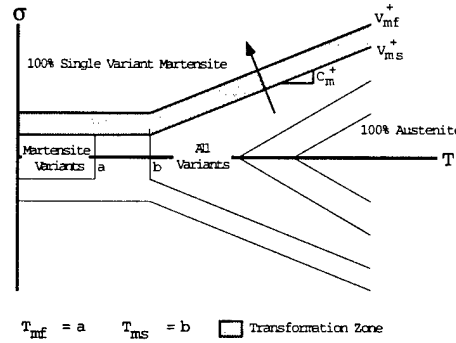 σ
V⁺mf
V⁺ms
100% Single Variant Martensite
C⁺m
100% Austenite
Martensite
Variants
a
b
All
Variants
T
Tmf = a Tms = b Transformation Zone